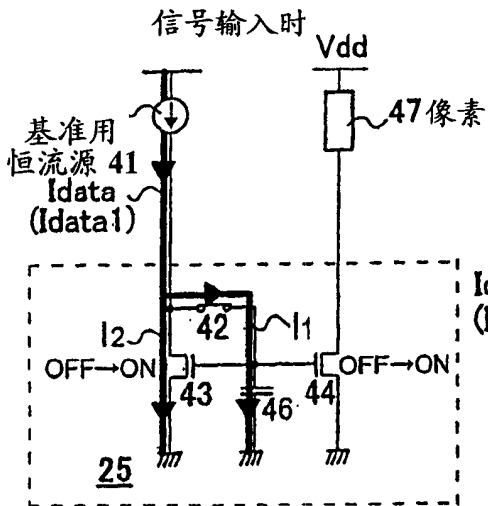 信号输入时
Vdd
47像素
基准用
恒流源 41
Idata
(Idata1)
42
I2
I1
OFF→ON
43
46
44
OFF→ON
25